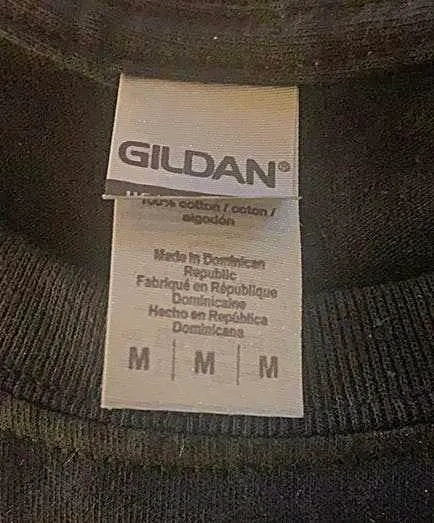 GILDAN®
100% cotton / coton /
algodón
Made in Dominican
Republic
Fabriqué en République
Dominicaine
Hecho en República
Dominicana
M | M | M